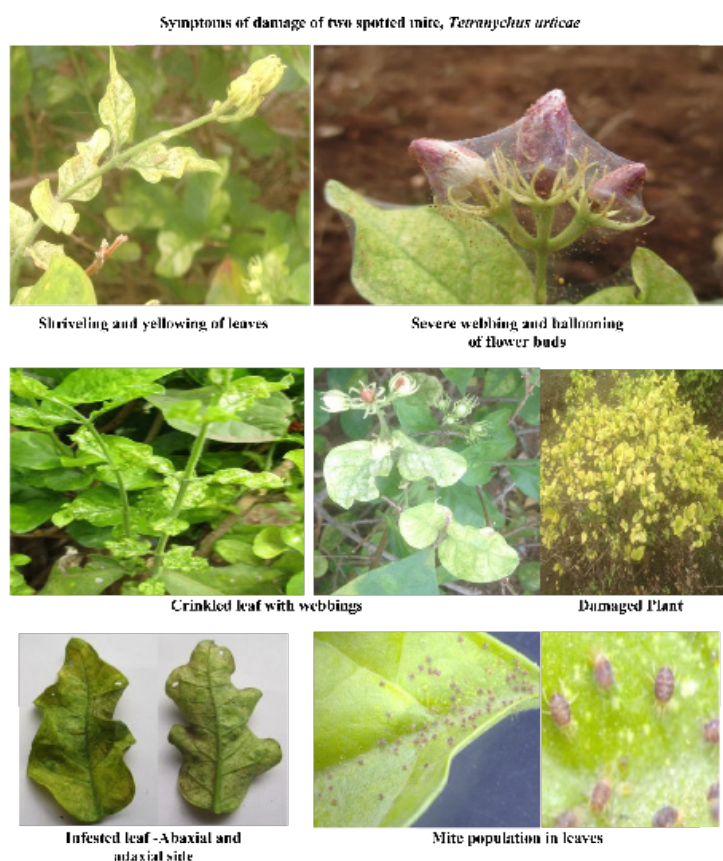 Symptoms of damage of two spotted mite, Tetranychus urticae
Shriveling and yellowing of leaves
Severe webbing and ballooning
of flower buds
Crinkled leaf with webbings
Damaged Plant
Infested leaf -Abaxial and
adaxial side
Mite population in leaves